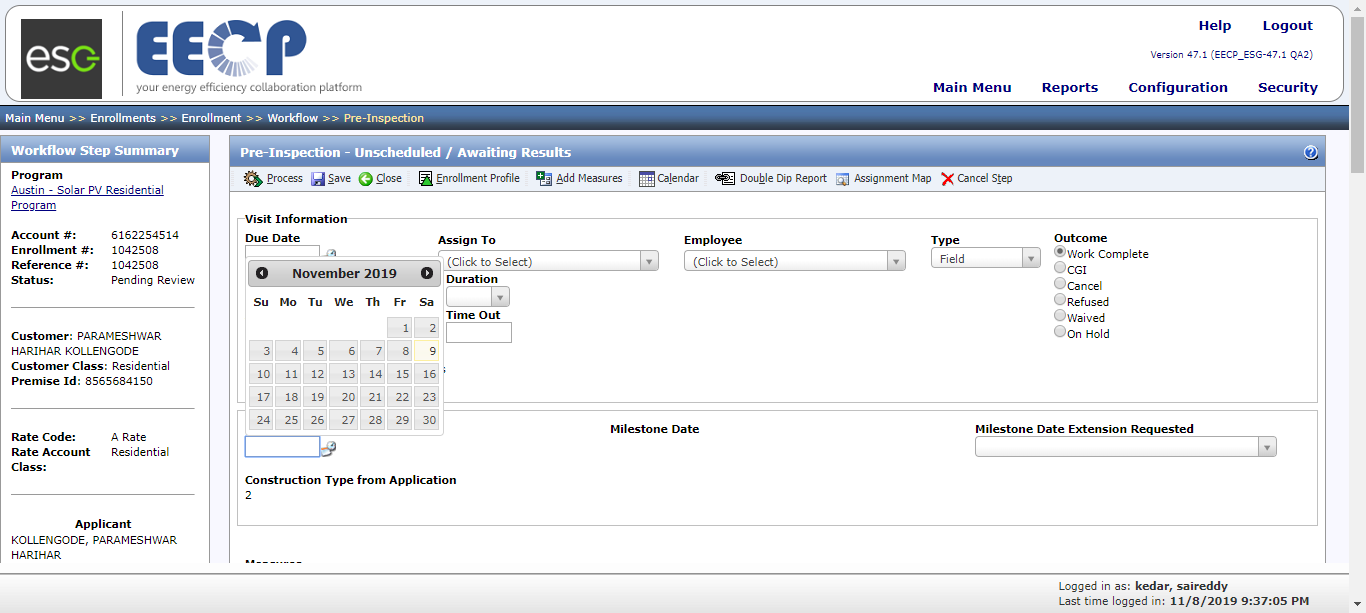 esc
EECP
your energy efficiency collaboration platform
Help Logout
Version 47.1 (EECP_ESG-47.1 QA2)
Main Menu Reports Configuration Security
Main Menu >> Enrollments >> Enrollment >> Workflow >> Pre-Inspection
Workflow Step Summary
Program
Austin - Solar PV Residential
Program
Account #: 6162254514
Enrollment #: 1042508
Reference #: 1042508
Status: Pending Review
Customer: PARAMESHWAR
HARIHAR KOLLENGODE
Customer Class: Residential
Premise Id: 8565684150
Rate Code: A Rate
Rate Account Residential
Class:
Applicant
KOLLENGODE, PARAMESHWAR
HARIHAR
Pre-Inspection - Unscheduled / Awaiting Results
Process Save Close Enrollment Profile Add Measures Calendar Double Dip Report Assignment Map Cancel Step
Visit Information
Due Date
Assign To
(Click to Select)
Employee
(Click to Select)
Type
Field
Outcome
Work Complete
CGI
Cancel
Refused
Waived
On Hold
Duration
Time Out
November 2019
Su Mo Tu We Th Fr Sa
1 2
3 4 5 6 7 8 9
10 11 12 13 14 15 16
17 18 19 20 21 22 23
24 25 26 27 28 29 30
Milestone Date
Milestone Date Extension Requested
Construction Type from Application
2
Logged in as: kedar, saireddy
Last time logged in: 11/8/2019 9:37:05 PM